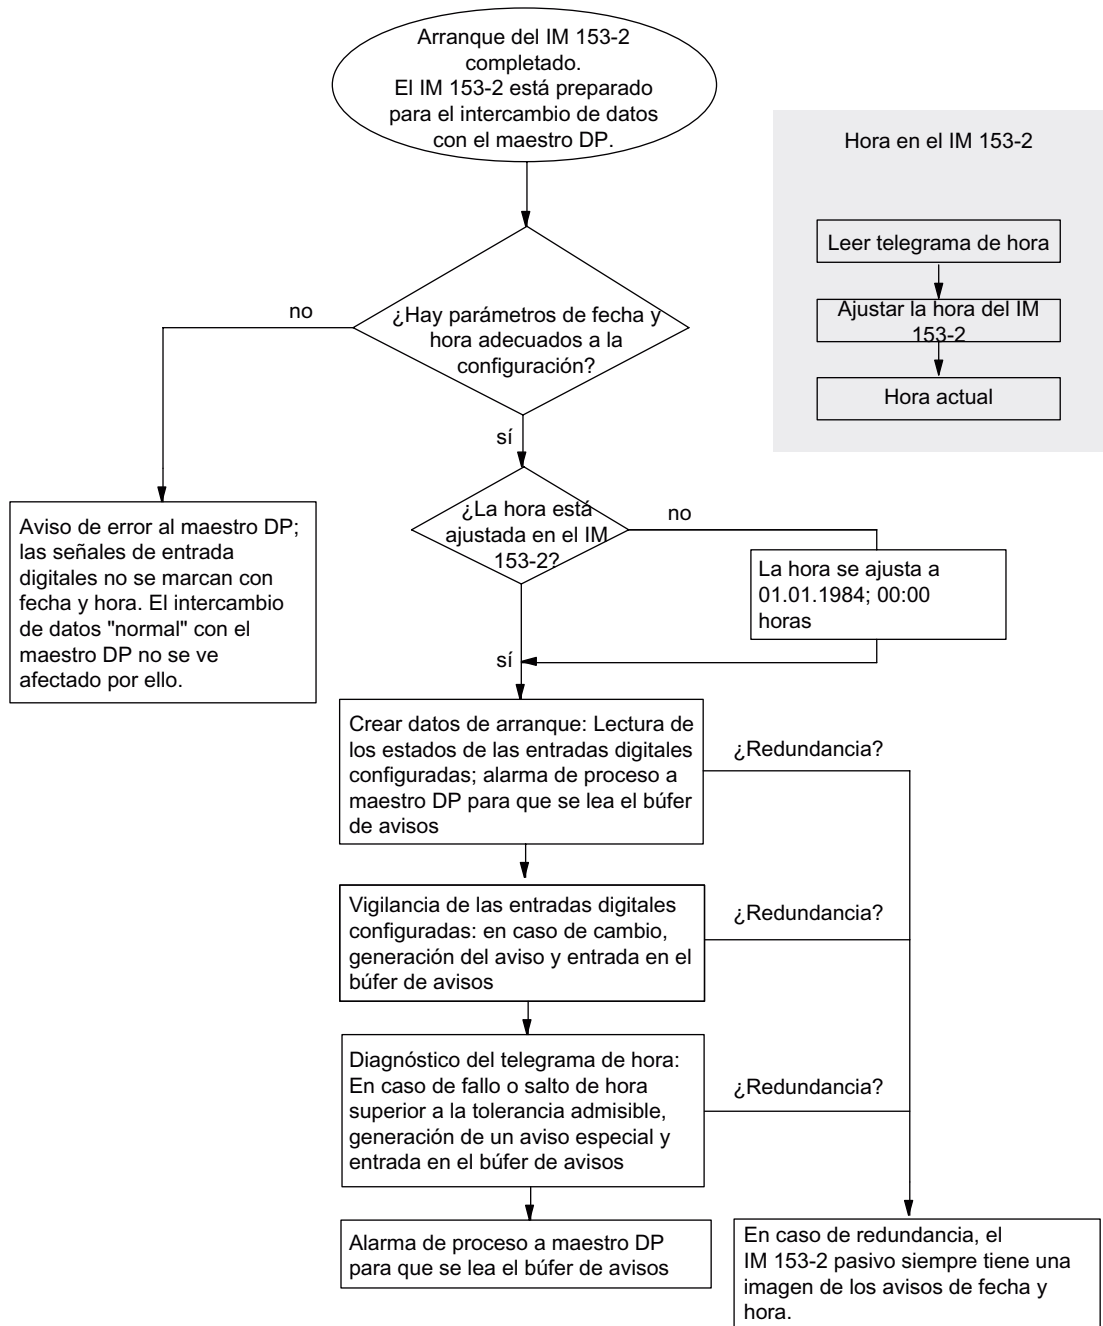 Arranque del IM 153-2
completado.
El IM 153-2 está preparado
para el intercambio de datos
con el maestro DP.
Hora en el IM 153-2
Leer telegrama de hora
Ajustar la hora del IM
153-2
Hora actual
no
¿Hay parámetros de fecha y
hora adecuados a la
configuración?
sí
Aviso de error al maestro DP;
las señales de entrada
digitales no se marcan con
fecha y hora. El intercambio
de datos "normal" con el
maestro DP no se ve
afectado por ello.
¿La hora está
ajustada en el IM
153-2?
no
La hora se ajusta a
01.01.1984; 00:00
horas
sí
Crear datos de arranque: Lectura de
los estados de las entradas digitales
configuradas; alarma de proceso a
maestro DP para que se lea el búfer
de avisos
¿Redundancia?
Vigilancia de las entradas digitales
configuradas: en caso de cambio,
generación del aviso y entrada en el
búfer de avisos
¿Redundancia?
Diagnóstico del telegrama de hora:
En caso de fallo o salto de hora
superior a la tolerancia admisible,
generación de un aviso especial y
entrada en el búfer de avisos
¿Redundancia?
Alarma de proceso a maestro DP
para que se lea el búfer de avisos
En caso de redundancia, el
IM 153-2 pasivo siempre tiene una
imagen de los avisos de fecha y
hora.